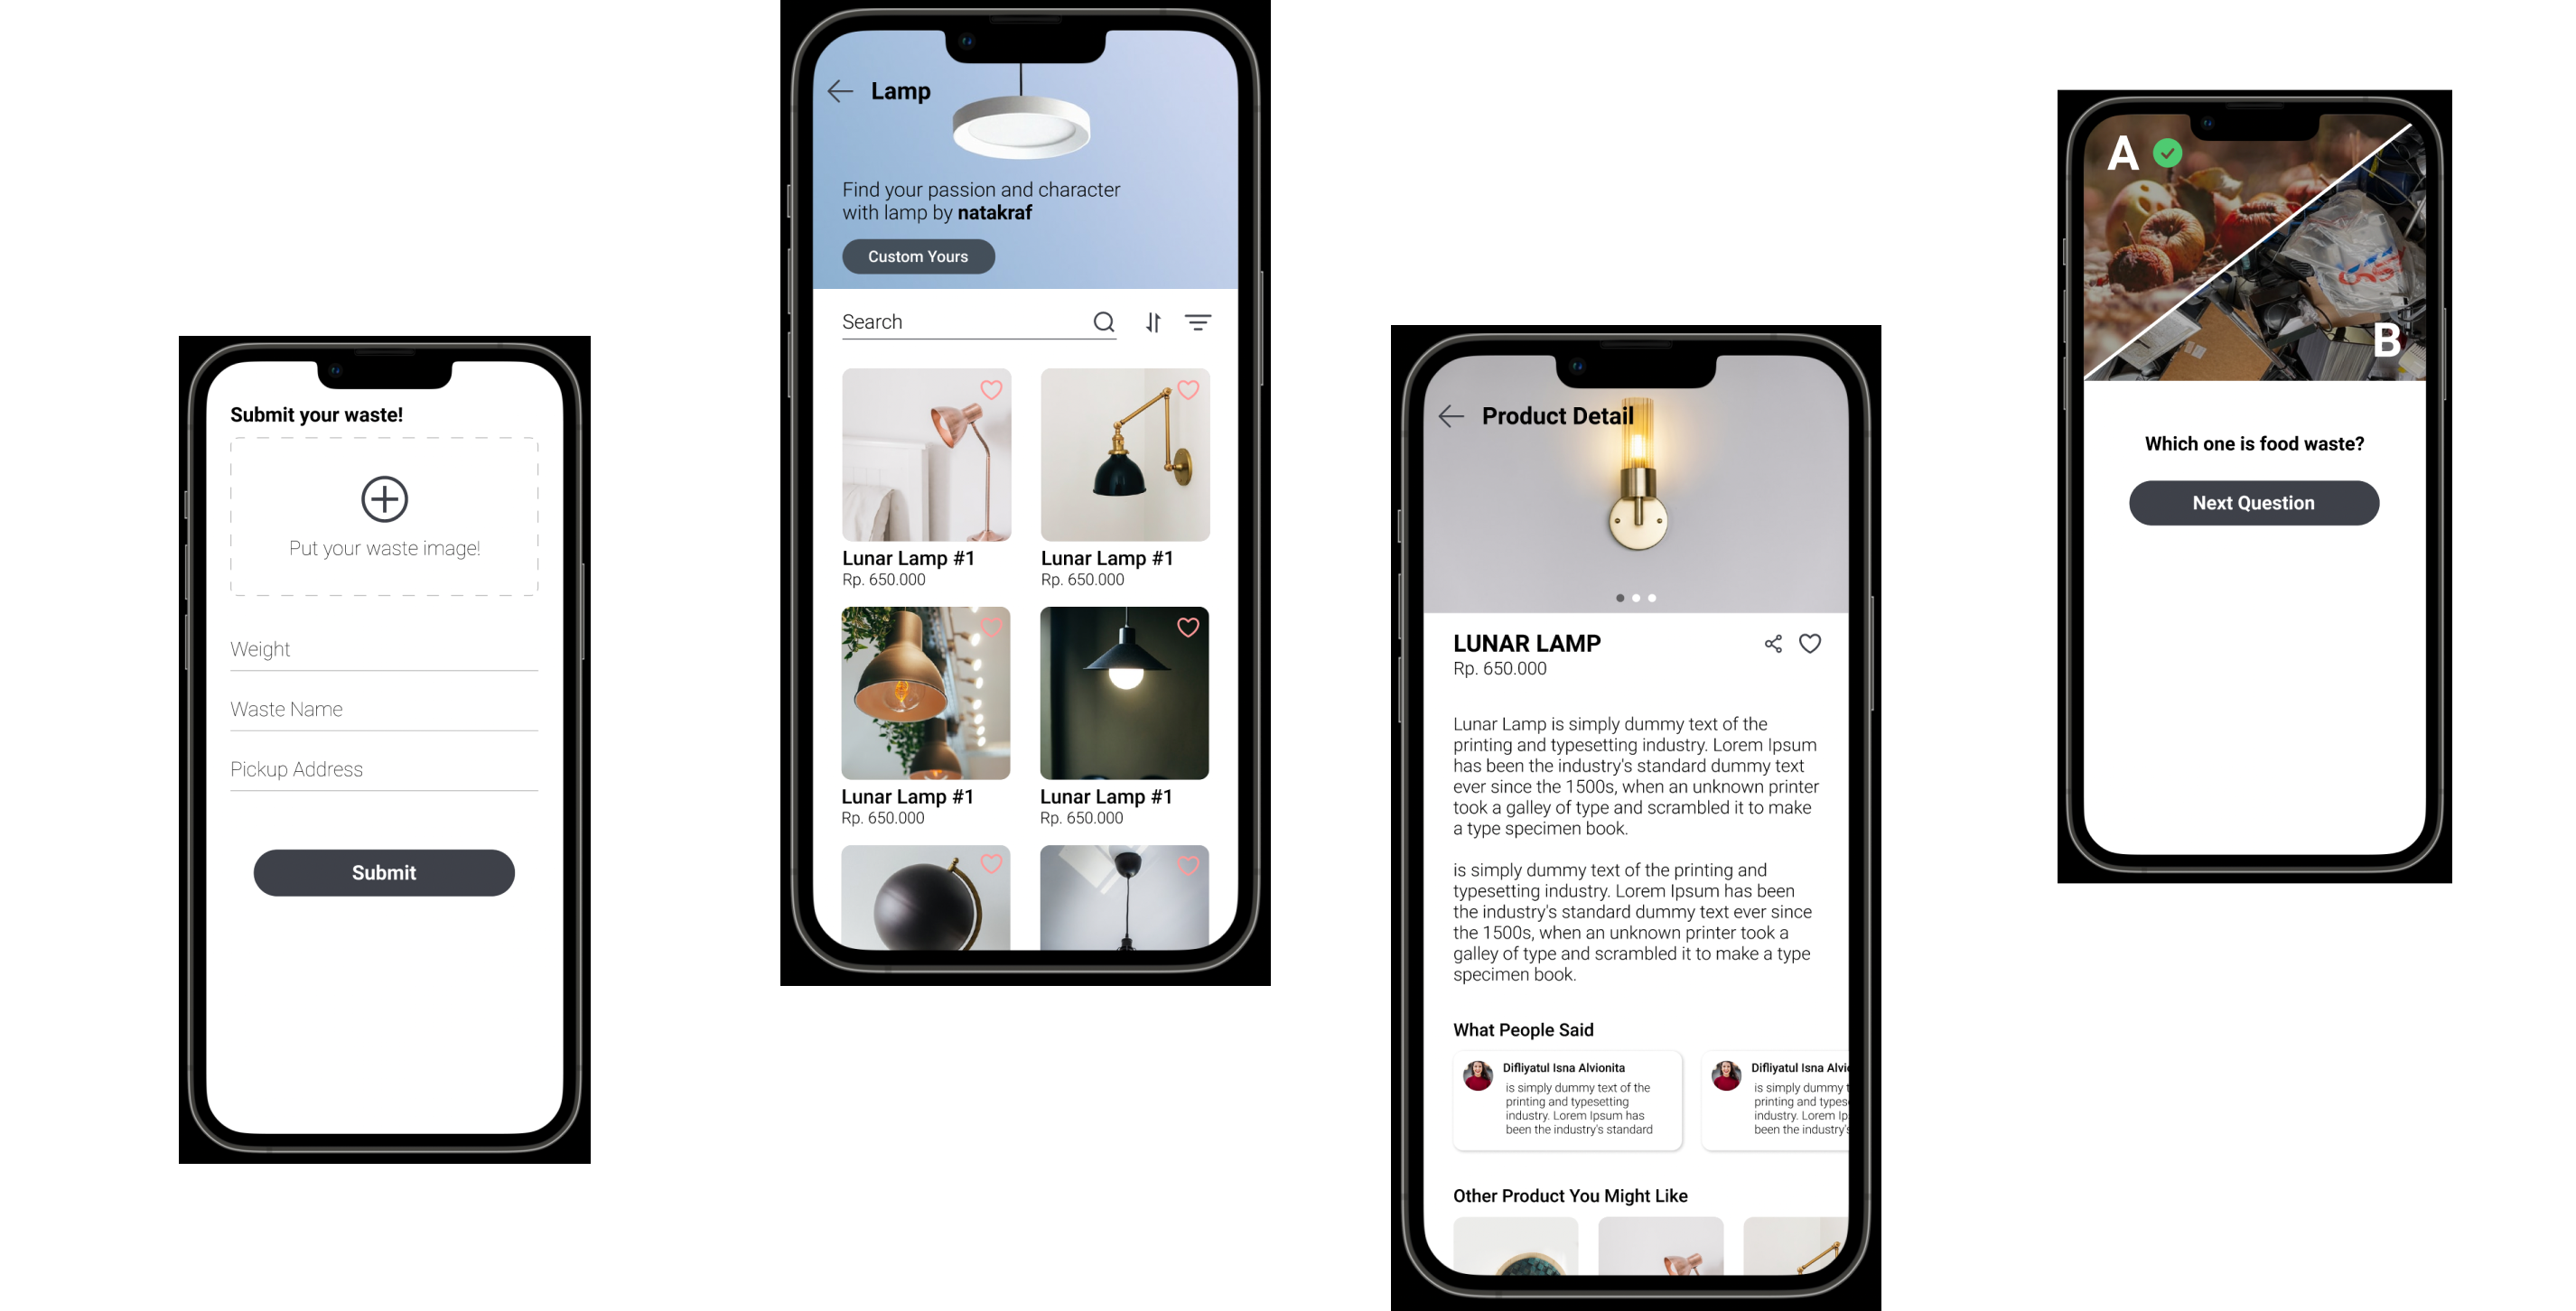 Submit your waste!
Put your waste image!
Weight
Waste Name
Pickup Address
Submit
Lamp
Find your passion and character
with lamp by natakraf
Custom Yours
Search
Lunar Lamp #1
Rp. 650.000
Lunar Lamp #1
Rp. 650.000
Lunar Lamp #1
Rp. 650.000
Lunar Lamp #1
Rp. 650.000
Product Detail
LUNAR LAMP
Rp. 650.000
Lunar Lamp is simply dummy text of the
printing and typesetting industry. Lorem Ipsum
has been the industry's standard dummy text
ever since the 1500s, when an unknown printer
took a galley of type and scrambled it to make
a type specimen book.
is simply dummy text of the printing and
typesetting industry. Lorem Ipsum has been
the industry's standard dummy text ever since
the 1500s, when an unknown printer took a
galley of type and scrambled it to make a type
specimen book.
What People Said
Difliyatul Isna Alvionita
is simply dummy text of the
printing and typesetting
industry. Lorem Ipsum has
been the industry's standard
Difliyatul Isna Alvi
is simply dummy t
printing and types
industry. Lorem Ip
been the industry's
Other Product You Might Like
A
B
Which one is food waste?
Next Question